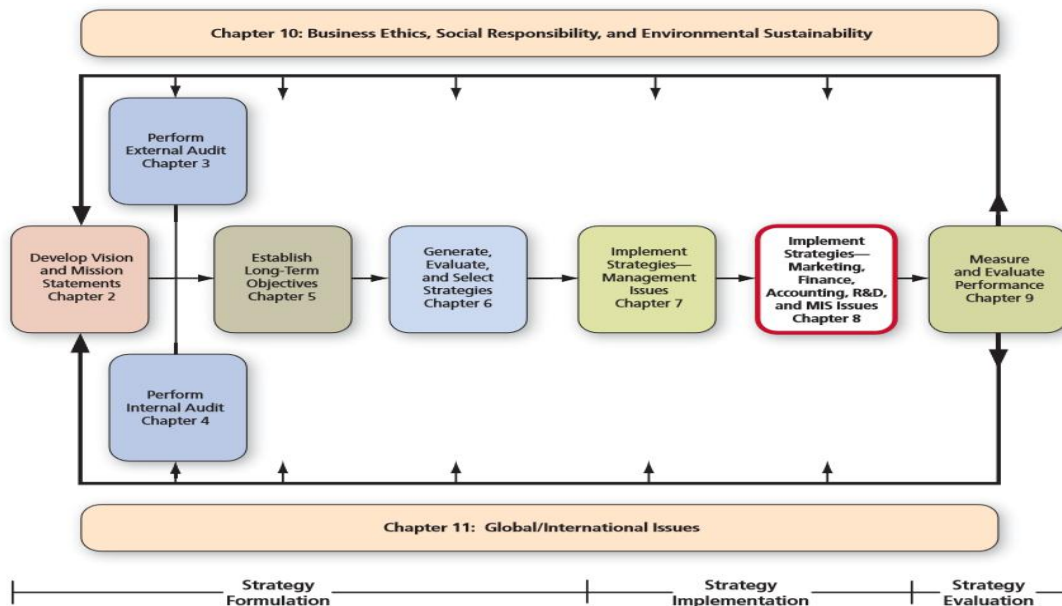 Chapter 10: Business Ethics, Social Responsibility, and Environmental Sustainability
Perform
External Audit
Chapter 3
Develop Vision
and Mission
Statements
Chapter 2
Establish
Long-Term
Objectives
Chapter 5
Generate,
Evaluate,
and Select
Strategies
Chapter 6
Implement
Strategies—
Management
Issues
Chapter 7
Implement
Strategies—
Marketing,
Finance,
Accounting, R&D,
and MIS Issues
Chapter 8
Measure
and Evaluate
Performance
Chapter 9
Perform
Internal Audit
Chapter 4
Chapter 11: Global/International Issues
Strategy
Formulation
Strategy
Implementation
Strategy
Evaluation